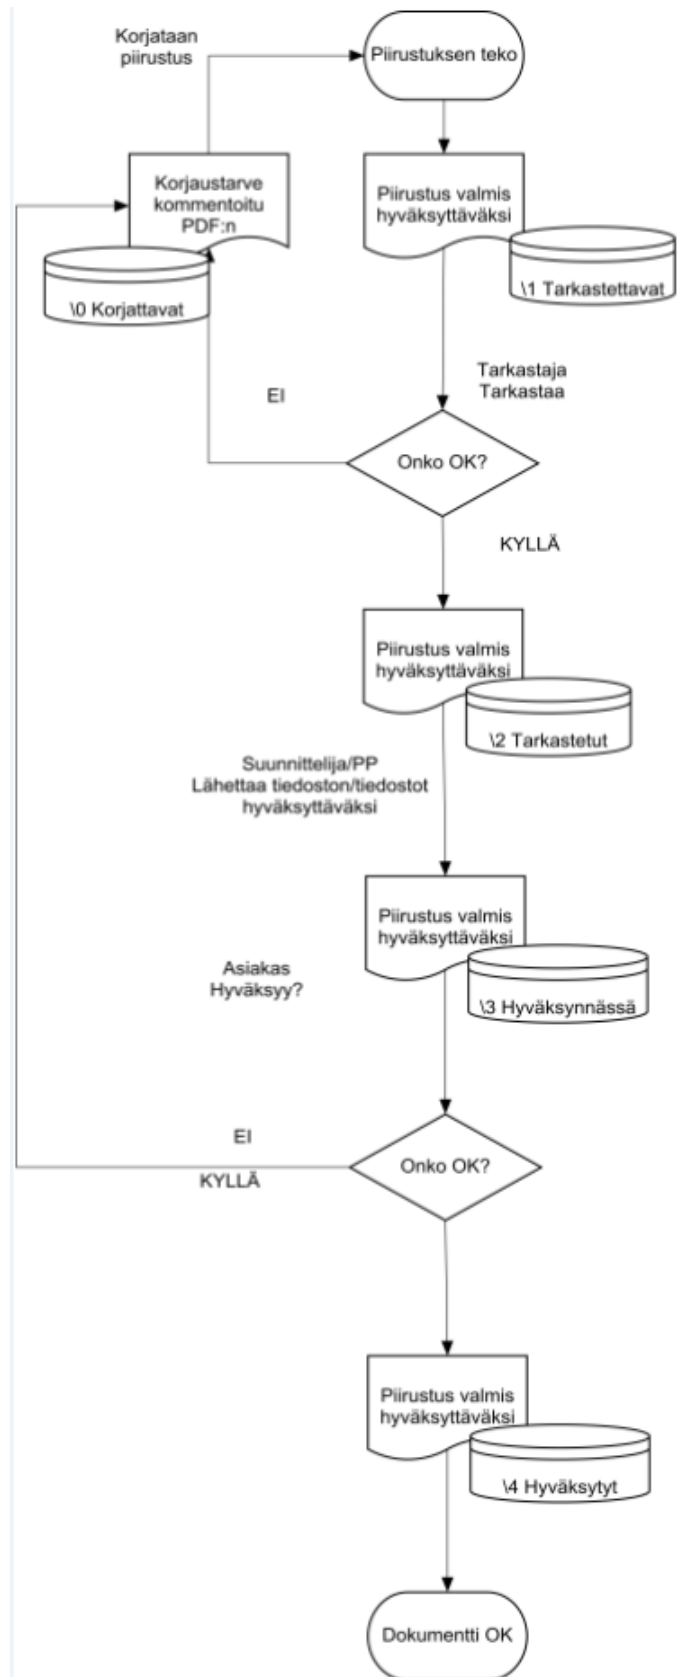 Korjataan
piirustus
Piirustuksen teko
Korjaustarve
kommentoitu
PDF:n
\0 Korjattavat
Piirustus valmis
hyväksyttäväksi
\1 Tarkastettavat
Tarkastaja
Tarkastaa
EI
Onko OK?
KYLLÄ
Piirustus valmis
hyväksyttäväksi
\2 Tarkastetut
Suunnittelija/PP
Lähettaa tiedoston/tiedostot
hyväksyttäväksi
Piirustus valmis
hyväksyttäväksi
\3 Hyväksynnässä
Asiakas
Hyväksyy?
EI
KYLLÄ
Onko OK?
Piirustus valmis
hyväksyttäväksi
\4 Hyväksytyt
Dokumentti OK